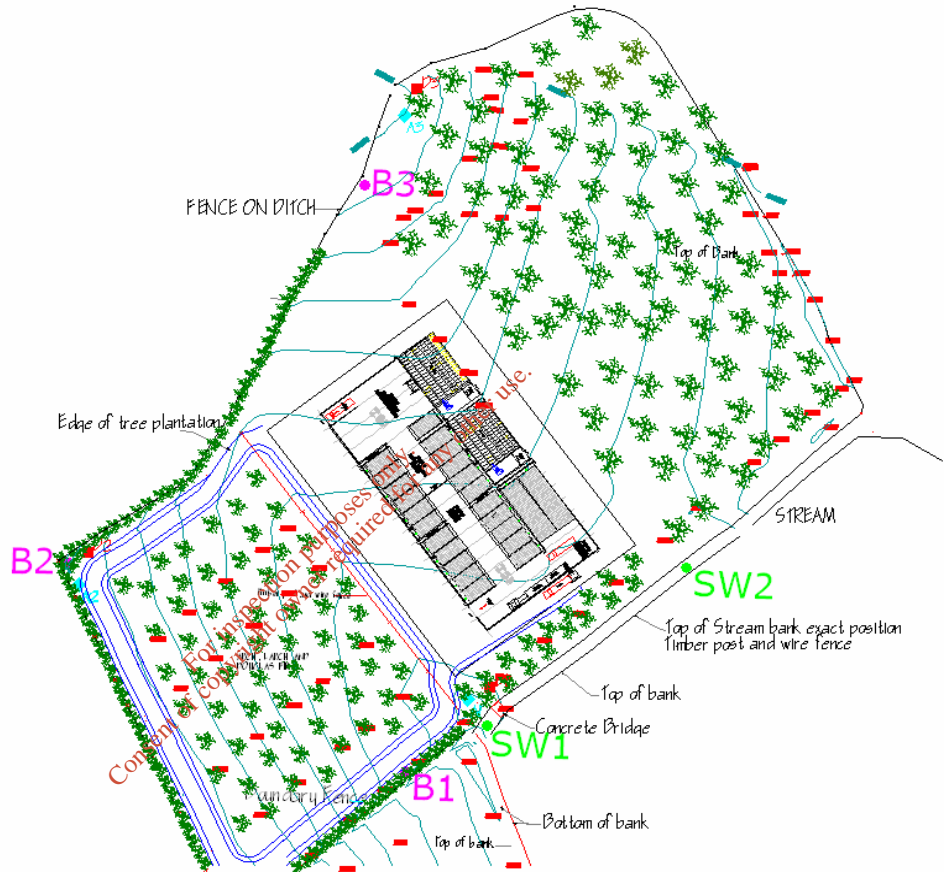 B3
FENCE ON DITCH
Top of Bank
Edge of tree plantation
For inspection purposes only.
Consent of copyright owner required for any other use.
STREAM
B2
SW2
Top of Stream bank exact position
Timber post and wire fence
Top of bank
Concrete Bridge
SW1
B1
Boundary Fence
Bottom of bank
Top of bank